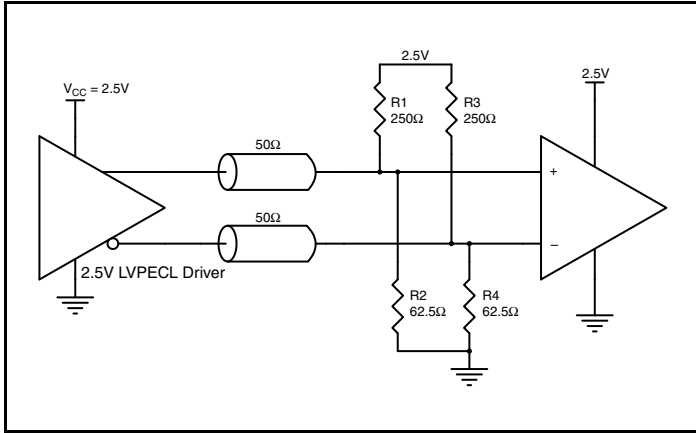 2.5V
V_CC = 2.5V
2.5V
R1
250Ω
R3
250Ω
50Ω
+
50Ω
−
2.5V LVPECL Driver
R2
62.5Ω
R4
62.5Ω